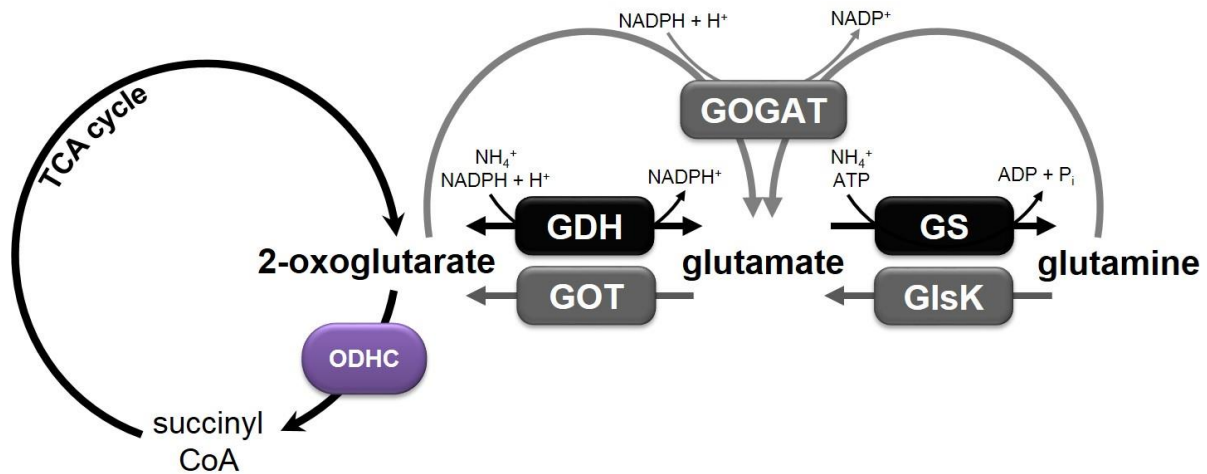 NADPH + H⁺
NADP⁺
TCA cycle
GOGAT
NH₄⁺
NADPH + H⁺
NADPH⁺
NH₄⁺
ATP
ADP + Pᵢ
GDH
GS
2-oxoglutarate
glutamate
glutamine
GOT
GlsK
ODHC
succinyl
CoA